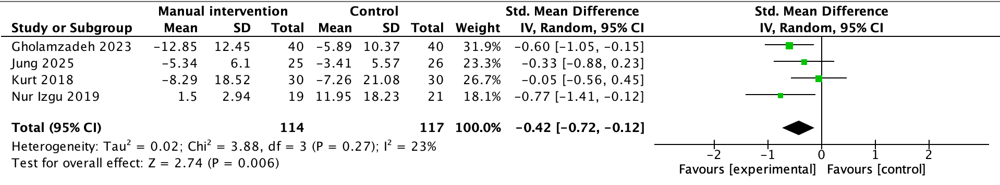 Manual intervention Control Std. Mean Difference Std. Mean Difference
Study or Subgroup Mean SD Total Mean SD Total Weight IV, Random, 95% CI IV, Random, 95% CI
Gholamzadeh 2023 −12.85 12.45 40 −5.89 10.37 40 31.9% −0.60 [−1.05, −0.15]
Jung 2025 −5.34 6.1 25 −3.41 5.57 26 23.3% −0.33 [−0.88, 0.23]
Kurt 2018 −8.29 18.52 30 −7.26 21.08 30 26.7% −0.05 [−0.56, 0.45]
Nur Izgu 2019 1.5 2.94 19 11.95 18.23 21 18.1% −0.77 [−1.41, −0.12]
Total (95% CI) 114 117 100.0% −0.42 [−0.72, −0.12]
Heterogeneity: Tau² = 0.02; Chi² = 3.88, df = 3 (P = 0.27); I² = 23%
Test for overall effect: Z = 2.74 (P = 0.006)
−2 −1 0 1 2
Favours [experimental] Favours [control]